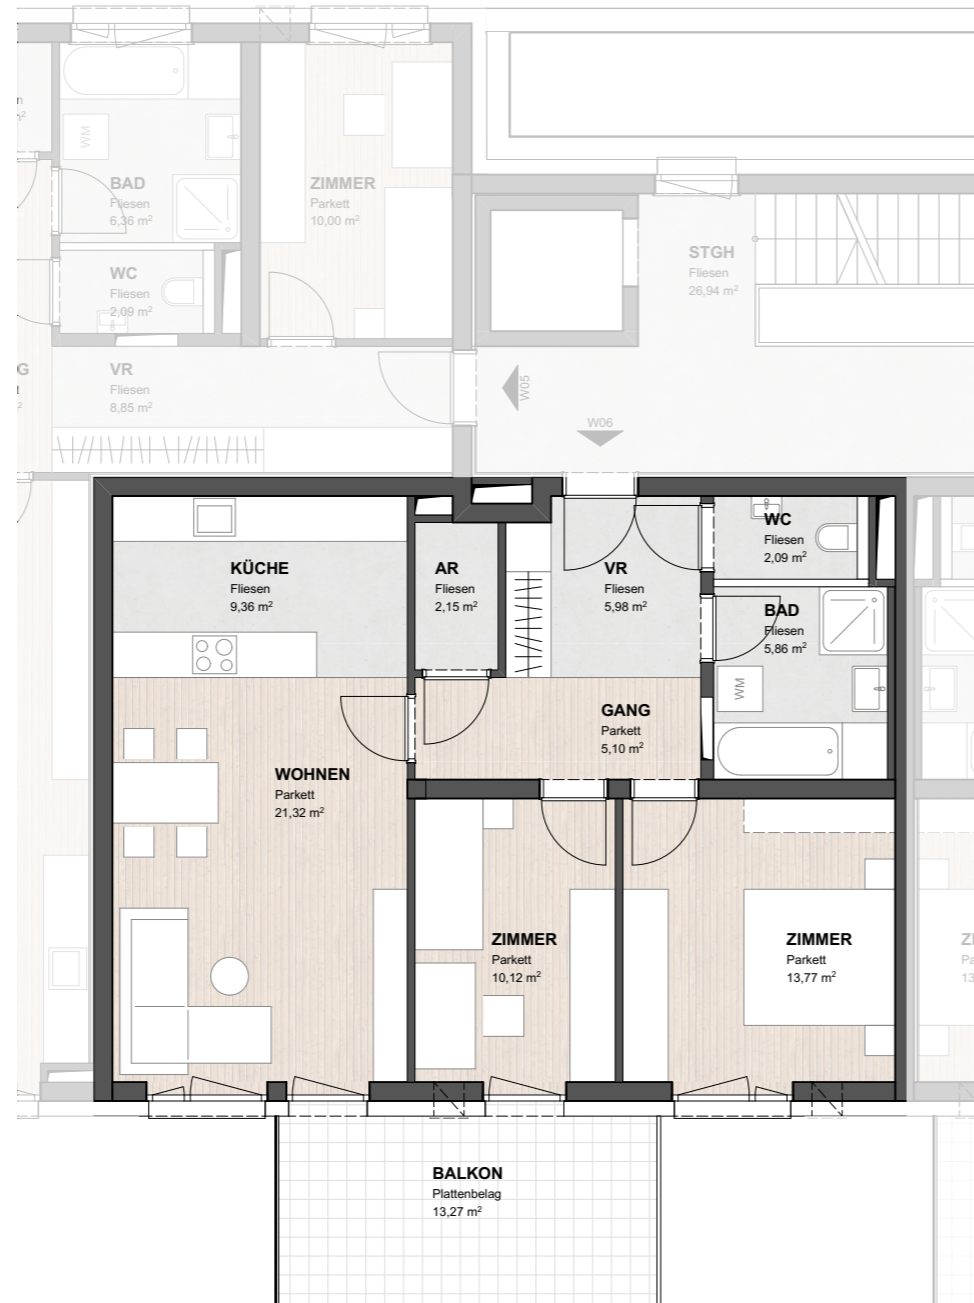 BAD
Fliesen
6,36 m²
ZIMMER
Parkett
10,00 m²
WC
Fliesen
2,09 m²
STGH
Fliesen
26,94 m²
VR
Fliesen
8,85 m²
WM
W05
W06
KÜCHE
Fliesen
9,36 m²
AR
Fliesen
2,15 m²
VR
Fliesen
5,98 m²
WC
Fliesen
2,09 m²
BAD
Fliesen
5,86 m²
WM
GANG
Parkett
5,10 m²
WOHNEN
Parkett
21,32 m²
ZIMMER
Parkett
10,12 m²
ZIMMER
Parkett
13,77 m²
BALKON
Plattenbelag
13,27 m²